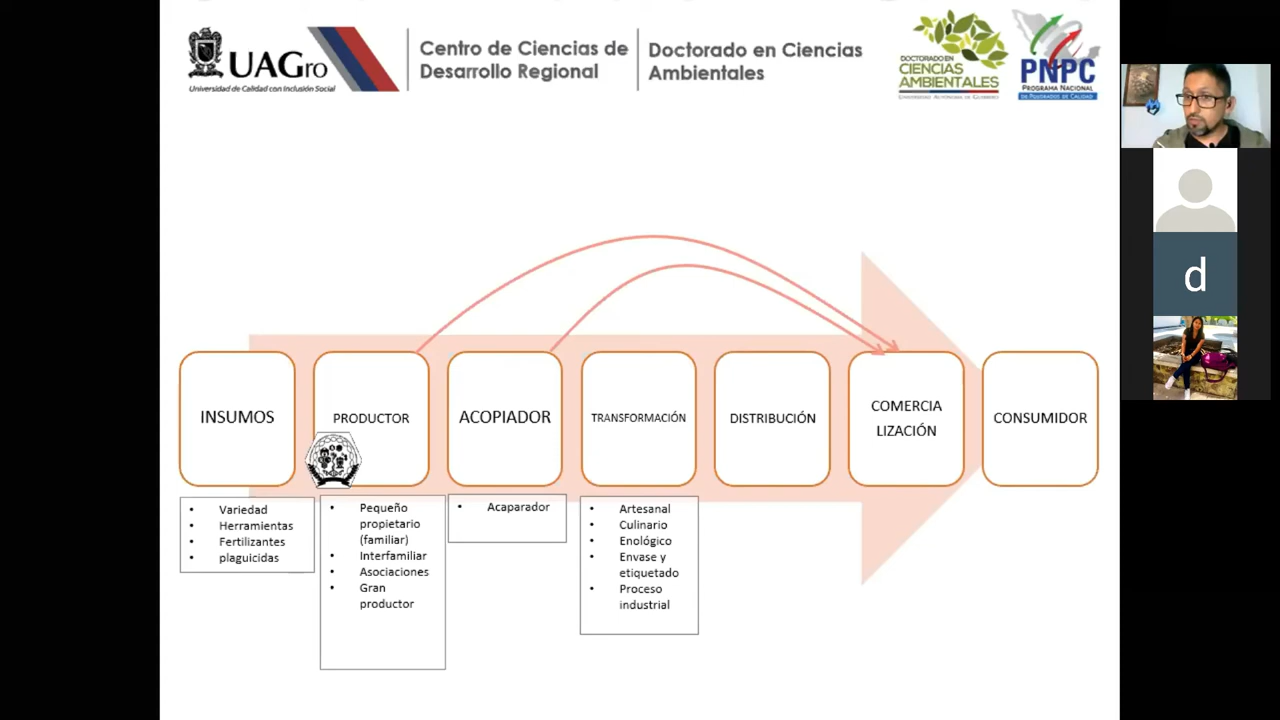 UAGro
Universidad de Calidad con Inclusión Social
Centro de Ciencias de
Desarrollo Regional
Doctorado en Ciencias
Ambientales
DOCTORADO EN
CIENCIAS
AMBIENTALES
UNIVERSIDAD AUTÓNOMA DE GUERRERO
PNPC
PROGRAMA NACIONAL
DE POSGRADOS DE CALIDAD
d
INSUMOS
PRODUCTOR
ACOPIADOR
TRANSFORMACIÓN
DISTRIBUCIÓN
COMERCIA
LIZACIÓN
CONSUMIDOR
• Variedad
• Herramientas
• Fertilizantes
• plaguicidas
• Pequeño
propietario
(familiar)
• Interfamiliar
• Asociaciones
• Gran
productor
• Acaparador
• Artesanal
• Culinario
• Enológico
• Envase y
etiquetado
• Proceso
industrial